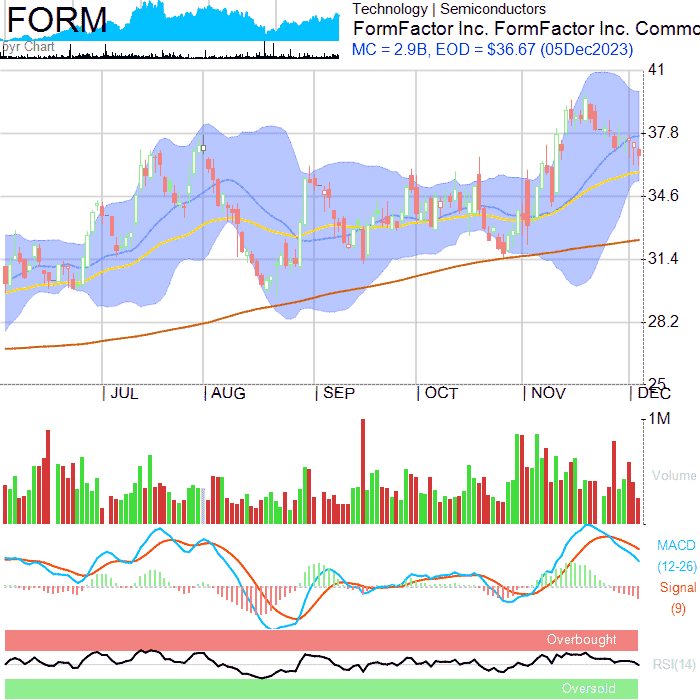 FORM
5yr Chart
Technology | Semiconductors
FormFactor Inc. FormFactor Inc. Commo
MC = 2.9B, EOD = $36.67 (05Dec2023)
41
37.8
34.6
31.4
28.2
25
JUL
AUG
SEP
OCT
NOV
DEC
1M
Volume
MACD
(12-26)
Signal
(9)
Overbought
RSI(14)
Oversold